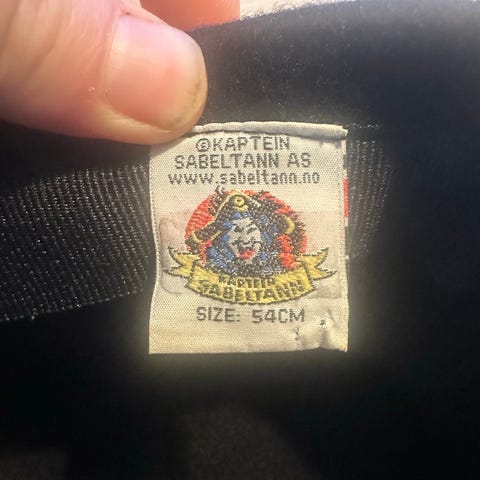 ©KAPTEIN
SABELTANN AS
www.sabeltann.no
KAPTEIN
SABELTANN
SIZE: 54CM